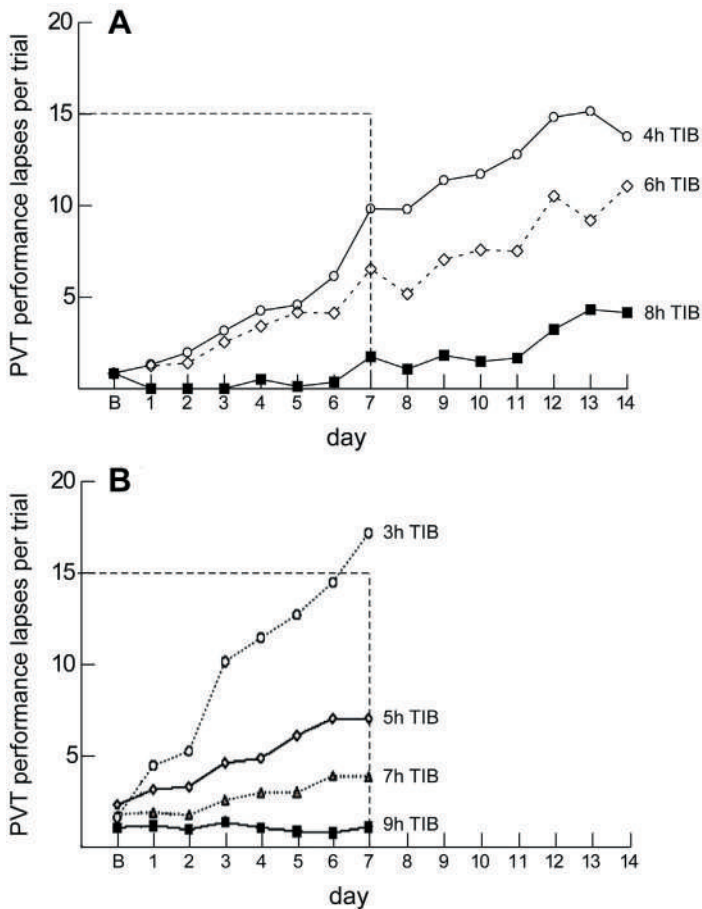 A
PVT performance lapses per trial
20
15
10
5
4h TIB
6h TIB
8h TIB
B 1 2 3 4 5 6 7 8 9 10 11 12 13 14
day
B
PVT performance lapses per trial
20
15
10
5
3h TIB
5h TIB
7h TIB
9h TIB
B 1 2 3 4 5 6 7 8 9 10 11 12 13 14
day